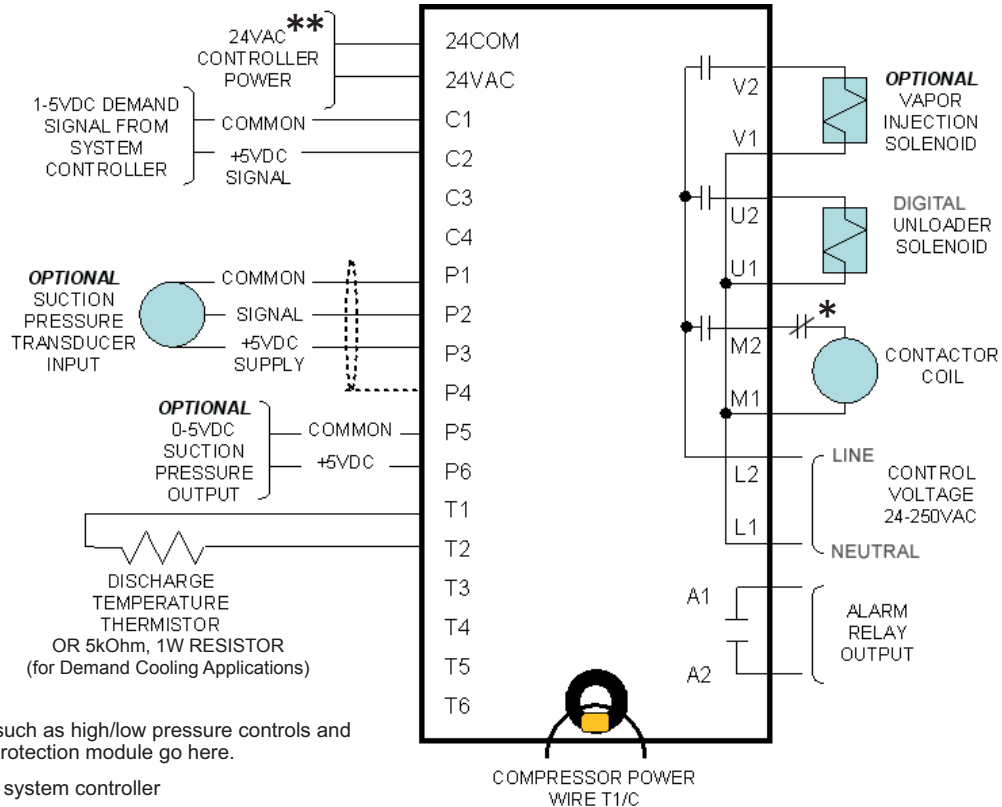 24VAC**
CONTROLLER
POWER
1-5VDC DEMAND
SIGNAL FROM
SYSTEM
CONTROLLER
COMMON
+5VDC
SIGNAL
OPTIONAL
SUCTION
PRESSURE
TRANSDUCER
INPUT
COMMON
SIGNAL
+5VDC
SUPPLY
OPTIONAL
0-5VDC
SUCTION
PRESSURE
OUTPUT
COMMON
+5VDC
DISCHARGE
TEMPERATURE
THERMISTOR
OR 5kOhm, 1W RESISTOR
(for Demand Cooling Applications)
24COM
24VAC
C1
C2
C3
C4
P1
P2
P3
P4
P5
P6
T1
T2
T3
T4
T5
T6
V2
V1
U2
U1
M2
M1
L2
L1
A1
A2
OPTIONAL
VAPOR
INJECTION
SOLENOID
DIGITAL
UNLOADER
SOLENOID
*
CONTACTOR
COIL
LINE
CONTROL
VOLTAGE
24-250VAC
NEUTRAL
ALARM
RELAY
OUTPUT
such as high/low pressure controls and
rotection module go here.
system controller
COMPRESSOR POWER
WIRE T1/C